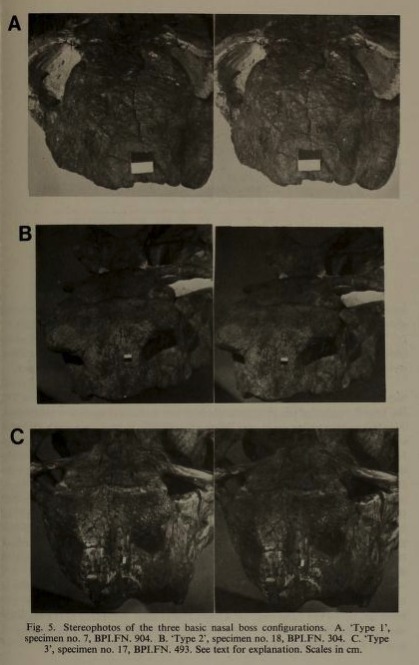 A
B
C
Fig. 5. Stereophotos of the three basic nasal boss configurations. A. 'Type 1',
specimen no. 7, BPI.FN. 904. B. 'Type 2', specimen no. 18, BPI.FN. 304. C. 'Type
3', specimen no. 17, BPI.FN. 493. See text for explanation. Scales in cm.